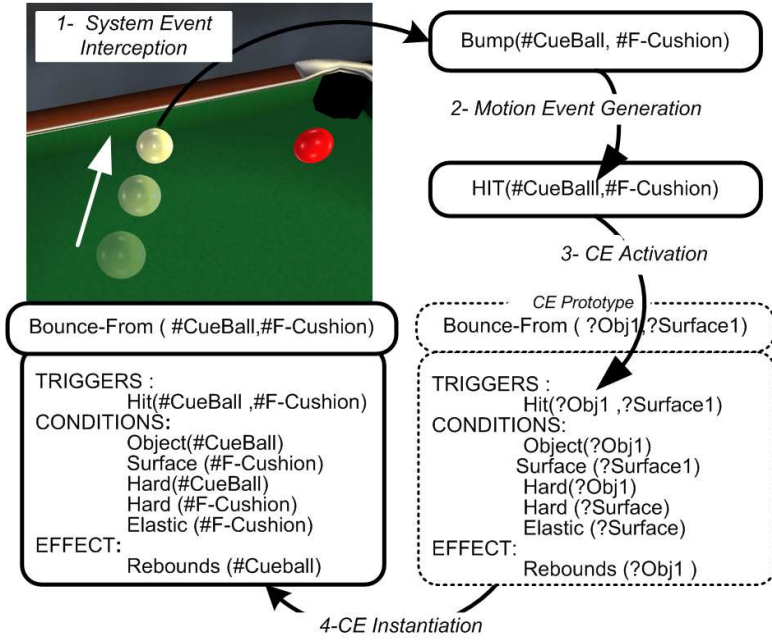 1- System Event
Interception
Bump(#CueBall, #F-Cushion)
2- Motion Event Generation
HIT(#CueBalll,#F-Cushion)
3- CE Activation
CE Prototype
Bounce-From ( ?Obj1,?Surface1)
TRIGGERS :
Hit(?Obj1 ,?Surface1)
CONDITIONS:
Object(?Obj1)
Surface (?Surface1)
Hard(?Obj1)
Hard (?Surface)
Elastic (?Surface)
EFFECT:
Rebounds (?Obj1 )
4-CE Instantiation
Bounce-From ( #CueBall,#F-Cushion)
TRIGGERS :
Hit(#CueBall ,#F-Cushion)
CONDITIONS:
Object(#CueBall)
Surface (#F-Cushion)
Hard(#CueBall)
Hard (#F-Cushion)
Elastic (#F-Cushion)
EFFECT:
Rebounds (#Cueball)